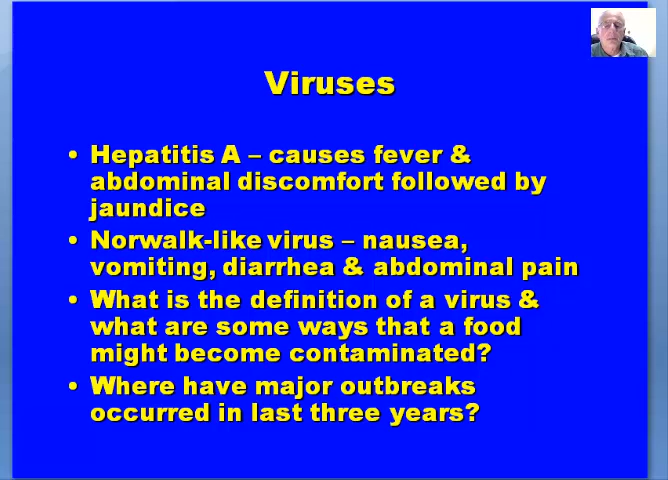 Viruses
• Hepatitis A – causes fever &
abdominal discomfort followed by
jaundice
• Norwalk-like virus – nausea,
vomiting, diarrhea & abdominal pain
• What is the definition of a virus &
what are some ways that a food
might become contaminated?
• Where have major outbreaks
occurred in last three years?